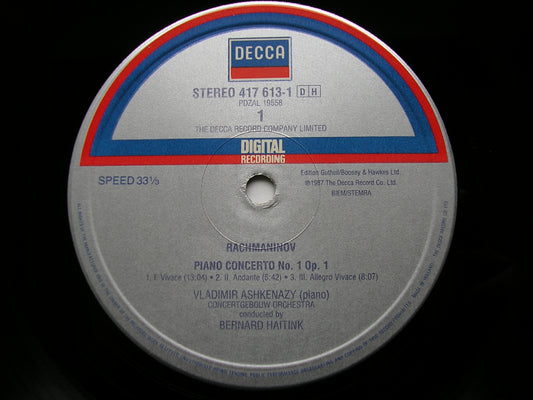 DECCA
STEREO 417 613-1 DH
PDZAL 19558
1
THE DECCA RECORD COMPANY LIMITED
DIGITAL
RECORDING
SPEED 33⅓
Edition Gutheil/Boosey & Hawkes Ltd.
℗1987 The Decca Record Co. Ltd.
BIEM/STEMRA
RACHMANINOV
PIANO CONCERTO No. 1 Op. 1
1. I. Vivace (13:04) • 2. II. Andante (6:42) • 3. III. Allegro Vivace (8:07)
VLADIMIR ASHKENAZY (piano)
CONCERTGEBOUW ORCHESTRA
conducted by
BERNARD HAITINK